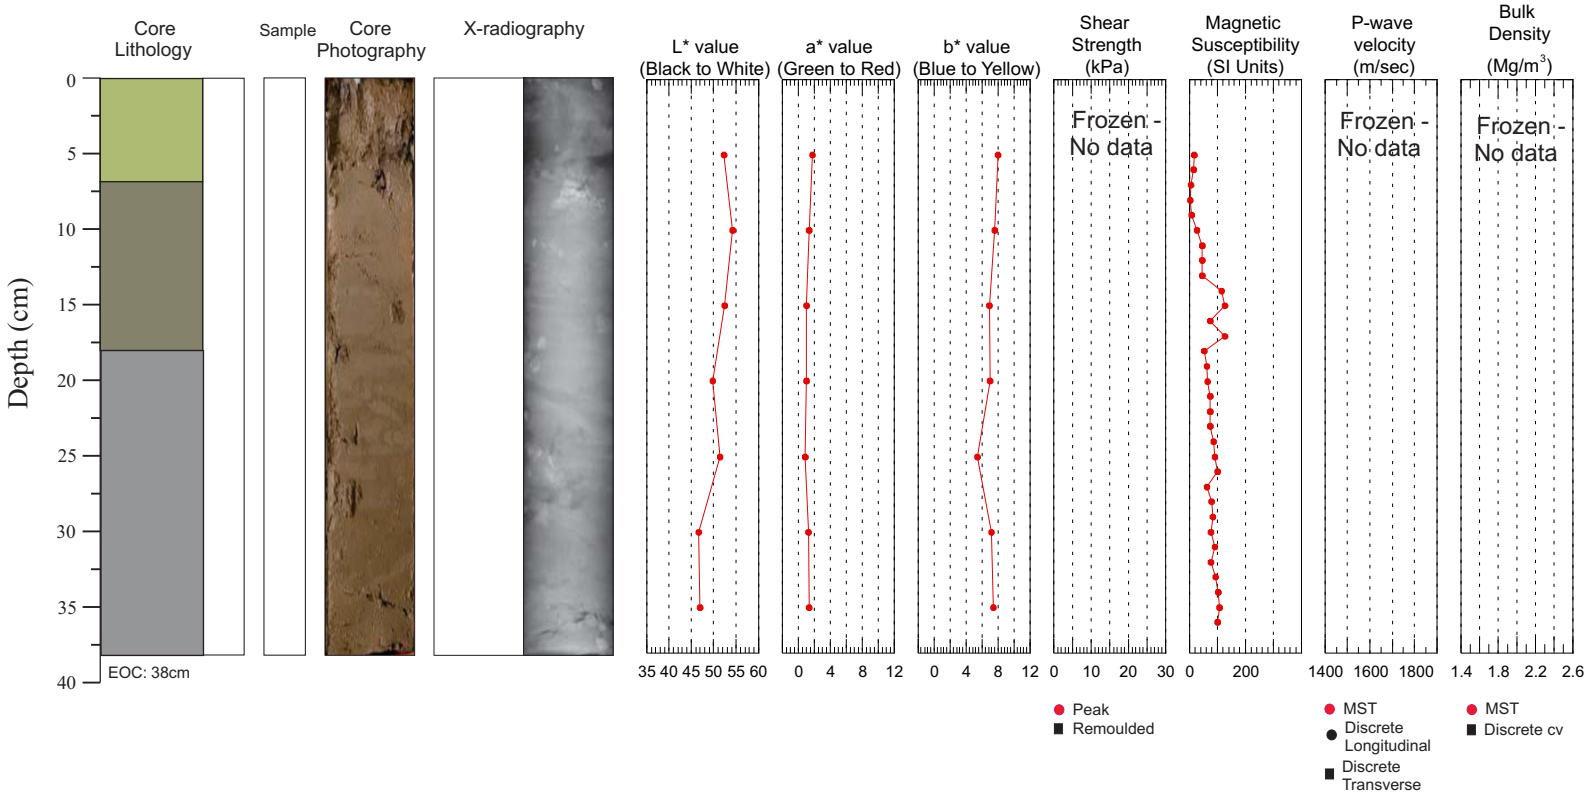 Core
Lithology
Sample
Core
Photography
X-radiography
L* value
(Black to White)
a* value
(Green to Red)
b* value
(Blue to Yellow)
Shear
Strength
(kPa)
Magnetic
Susceptibility
(SI Units)
P-wave
velocity
(m/sec)
Bulk
Density
(Mg/m³)
Depth (cm)
0
5
10
15
20
25
30
35
40
EOC: 38cm
Frozen -
No data
Frozen -
No data
Frozen -
No data
35 40 45 50 55 60
0 4 8 12
0 4 8 12
0 10 20 30
0 200
1400 1600 1800
1.4 1.8 2.2 2.6
Peak
Remoulded
MST
Discrete
Longitudinal
Discrete
Transverse
MST
Discrete cv